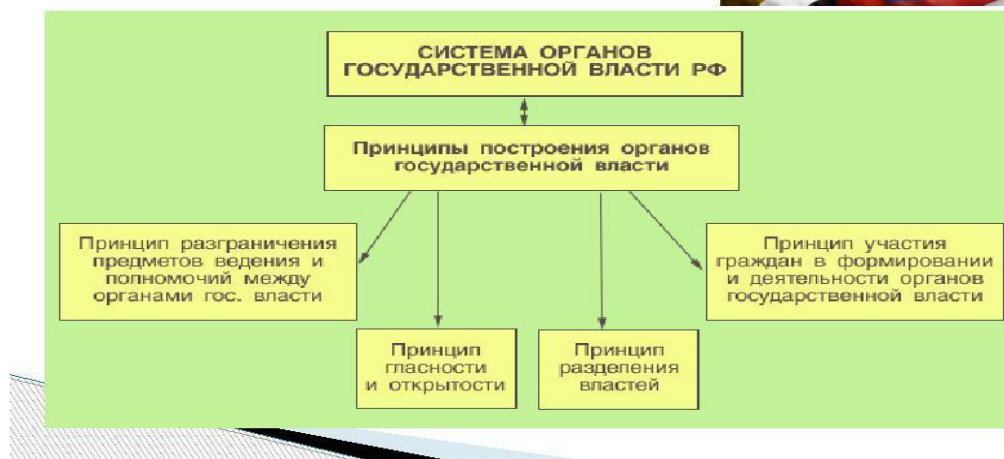 СИСТЕМА ОРГАНОВ
ГОСУДАРСТВЕННОЙ ВЛАСТИ РФ
Принципы построения органов
государственной власти
Принцип разграничения
предметов ведения и
полномочий между
органами гос. власти
Принцип
гласности
и открытости
Принцип
разделения
властей
Принцип участия
граждан в формировании
и деятельности органов
государственной власти